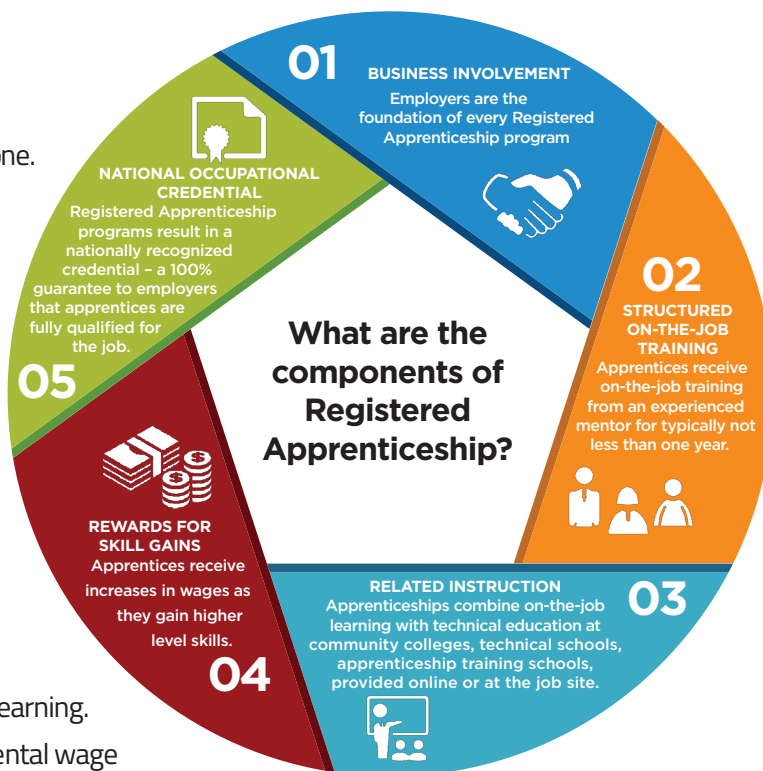 one.
01
BUSINESS INVOLVEMENT
Employers are the
foundation of every Registered
Apprenticeship program
02
STRUCTURED
ON-THE-JOB
TRAINING
Apprentices receive
on-the-job training
from an experienced
mentor for typically not
less than one year.
RELATED INSTRUCTION
Apprenticeships combine on-the-job
learning with technical education at
community colleges, technical schools,
apprenticeship training schools,
provided online or at the job site.
03
REWARDS FOR
SKILL GAINS
Apprentices receive
increases in wages as
they gain higher
level skills.
04
NATIONAL OCCUPATIONAL
CREDENTIAL
Registered Apprenticeship
programs result in a
nationally recognized
credential – a 100%
guarantee to employers
that apprentices are
fully qualified for
the job.
05
What are the
components of
Registered
Apprenticeship?
earning.
ental wage